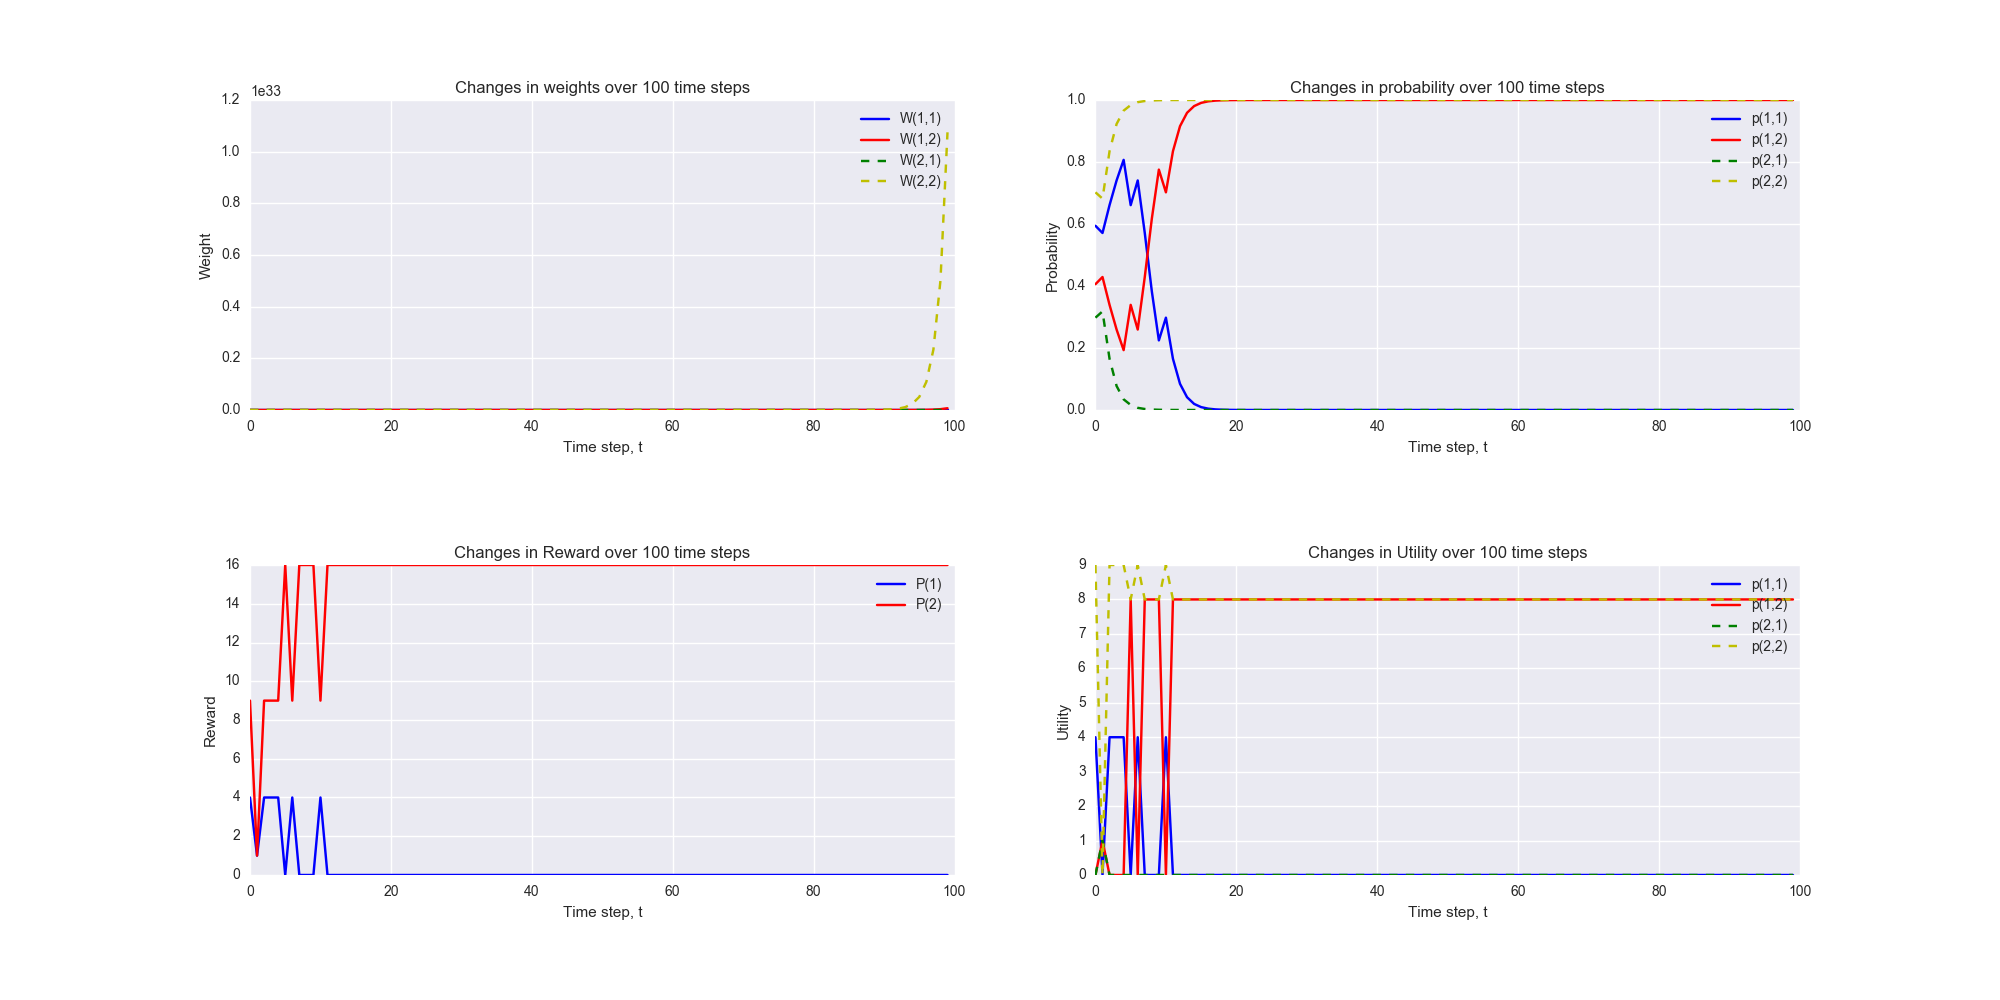 Changes in weights over 100 time steps
1e33
1.2
1.0
0.8
0.6
0.4
0.2
0.0
Weight
W(1,1)
W(1,2)
W(2,1)
W(2,2)
0 20 40 60 80 100
Time step, t
Changes in probability over 100 time steps
1.0
0.8
0.6
0.4
0.2
0.0
Probability
p(1,1)
p(1,2)
p(2,1)
p(2,2)
0 20 40 60 80 100
Time step, t
Changes in Reward over 100 time steps
16
14
12
10
8
6
4
2
0
Reward
P(1)
P(2)
0 20 40 60 80 100
Time step, t
Changes in Utility over 100 time steps
9
8
7
6
5
4
3
2
1
0
Utility
p(1,1)
p(1,2)
p(2,1)
p(2,2)
0 20 40 60 80 100
Time step, t